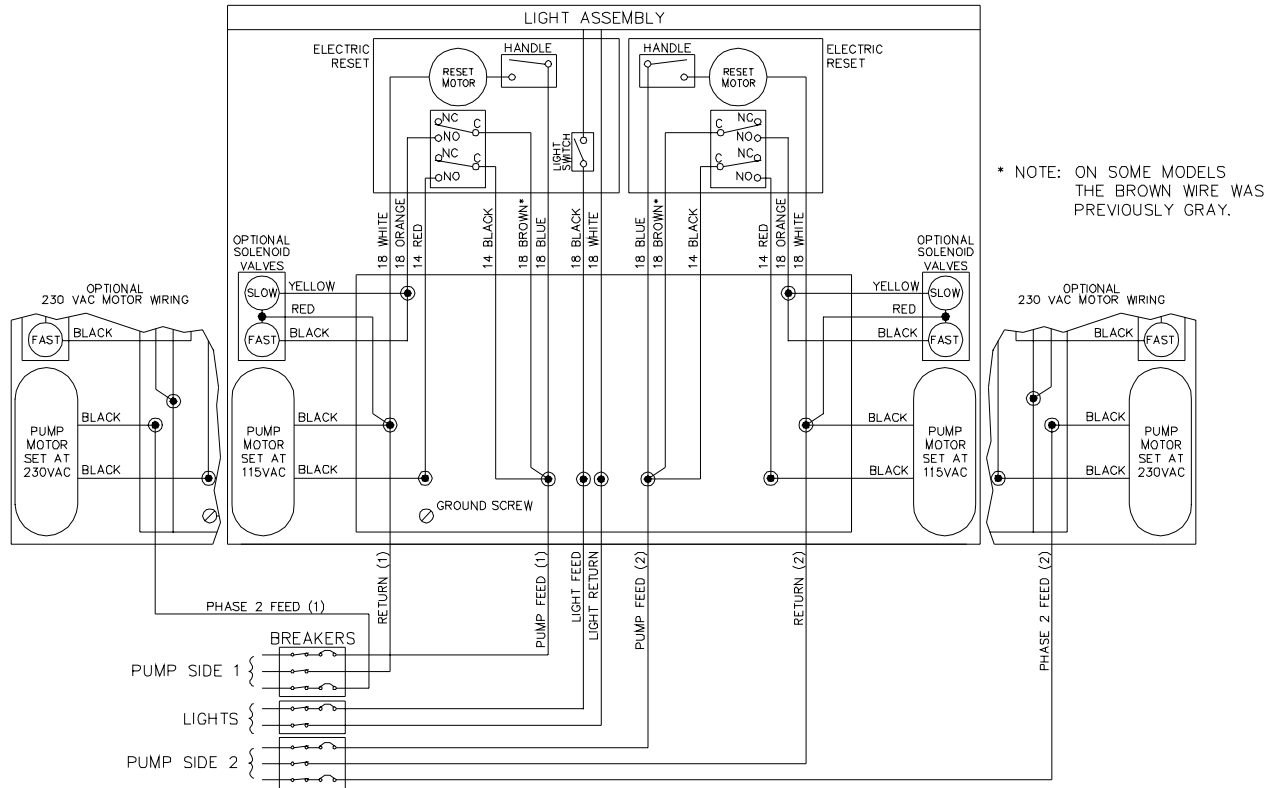 LIGHT ASSEMBLY
ELECTRIC
RESET
HANDLE
RESET
MOTOR
NC
C
NO
NC
C
NO
LIGHT
SWITCH
HANDLE
RESET
MOTOR
ELECTRIC
RESET
NC
C
NO
NC
C
NO
* NOTE: ON SOME MODELS
THE BROWN WIRE WAS
PREVIOUSLY GRAY.
18 WHITE
18 ORANGE
14 RED
14 BLACK
18 BROWN*
18 BLUE
18 BLACK
18 WHITE
18 BLUE
18 BROWN*
14 BLACK
14 RED
18 ORANGE
18 WHITE
OPTIONAL
SOLENOID
VALVES
SLOW
YELLOW
RED
FAST
BLACK
OPTIONAL
SOLENOID
VALVES
YELLOW
SLOW
RED
BLACK
FAST
OPTIONAL
230 VAC MOTOR WIRING
FAST
BLACK
OPTIONAL
230 VAC MOTOR WIRING
BLACK
FAST
PUMP
MOTOR
SET AT
230VAC
BLACK
BLACK
PUMP
MOTOR
SET AT
115VAC
BLACK
BLACK
GROUND SCREW
BLACK
BLACK
PUMP
MOTOR
SET AT
115VAC
BLACK
BLACK
PUMP
MOTOR
SET AT
230VAC
RETURN (1)
PUMP FEED (1)
LIGHT FEED
LIGHT RETURN
PUMP FEED (2)
RETURN (2)
PHASE 2 FEED (2)
PHASE 2 FEED (1)
BREAKERS
PUMP SIDE 1
LIGHTS
PUMP SIDE 2